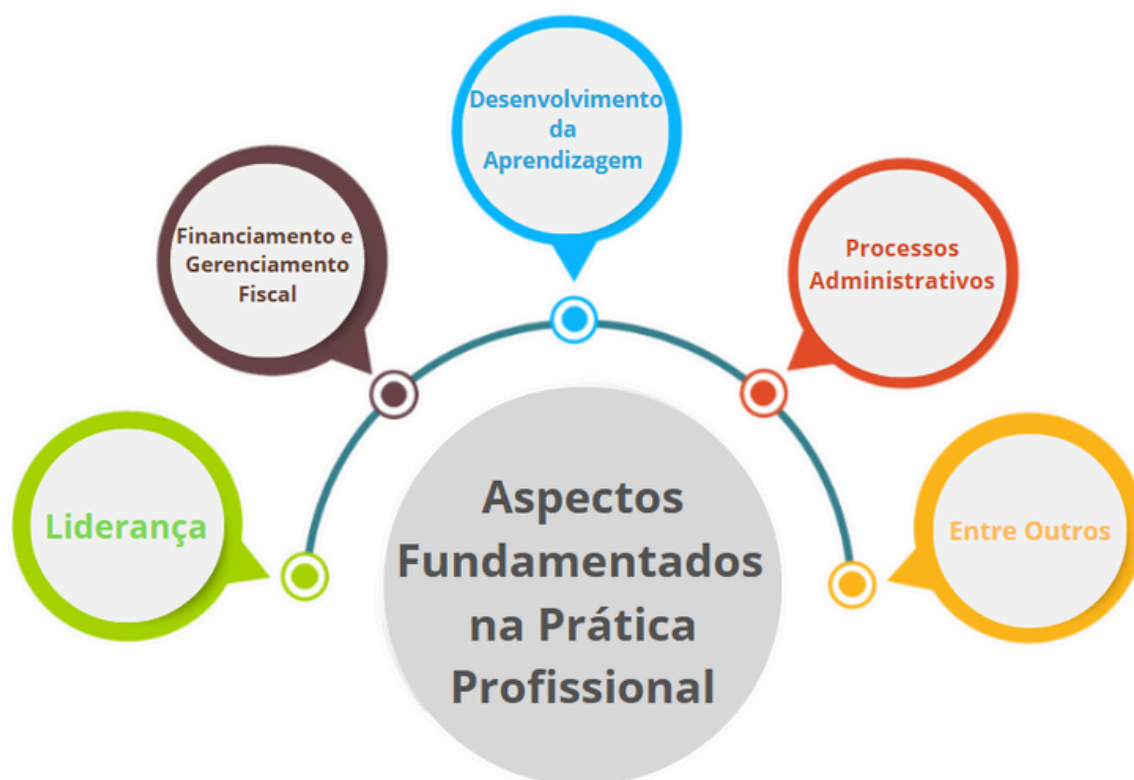 Desenvolvimento
da
Aprendizagem
Financiamento e
Gerenciamento
Fiscal
Processos
Administrativos
Liderança
Entre Outros
Aspectos
Fundamentados
na Prática
Profissional